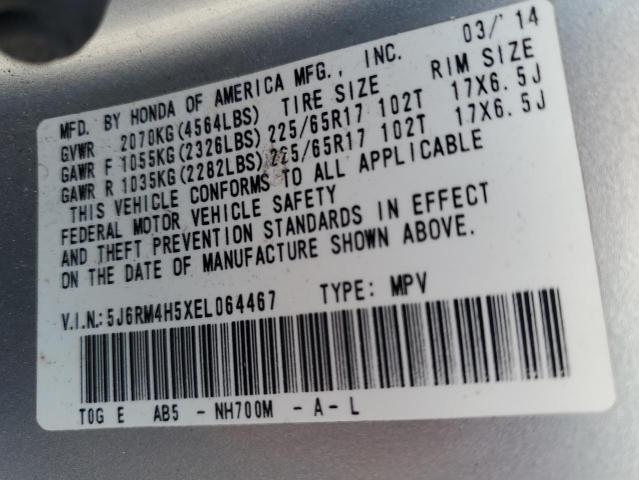 MFD. BY HONDA OF AMERICA MFG., INC. 03/'14
GVWR 2070KG(4564LBS) TIRE SIZE RIM SIZE
GAWR F 1055KG(2326LBS) 225/65R17 102T 17X6.5J
GAWR R 1035KG(2282LBS) 225/65R17 102T 17X6.5J
THIS VEHICLE CONFORMS TO ALL APPLICABLE
FEDERAL MOTOR VEHICLE SAFETY
AND THEFT PREVENTION STANDARDS IN EFFECT
ON THE DATE OF MANUFACTURE SHOWN ABOVE.
V.I.N.:5J6RM4H5XEL064467 TYPE: MPV
T0G E AB5 - NH700M - A - L